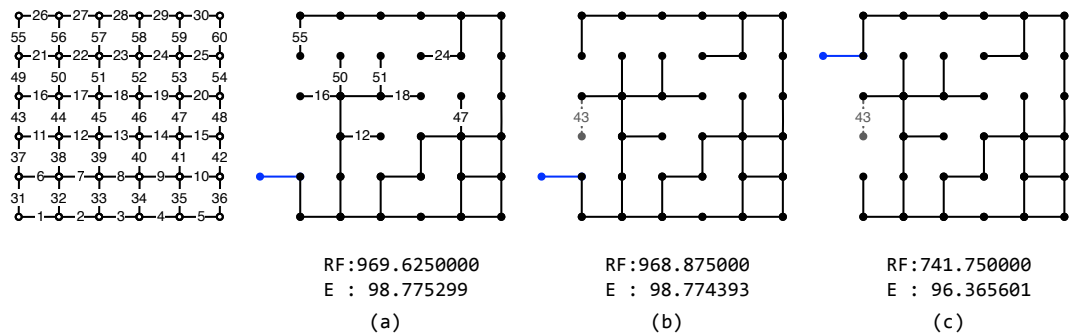 26 27 28 29 30
55 56 57 58 59 60
21 22 23 24 25
49 50 51 52 53 54
16 17 18 19 20
43 44 45 46 47 48
11 12 13 14 15
37 38 39 40 41 42
6 7 8 9 10
31 32 33 34 35 36
1 2 3 4 5
55
24
50 51
16 18
47
12
RF:969.6250000
E : 98.775299
(a)
43
RF:968.875000
E : 98.774393
(b)
43
RF:741.750000
E : 96.365601
(c)